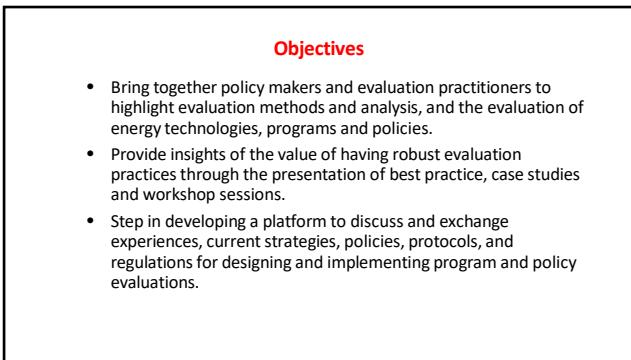 Objectives
• Bring together policy makers and evaluation practitioners to
highlight evaluation methods and analysis, and the evaluation of
energy technologies, programs and policies.
• Provide insights of the value of having robust evaluation
practices through the presentation of best practice, case studies
and workshop sessions.
• Step in developing a platform to discuss and exchange
experiences, current strategies, policies, protocols, and
regulations for designing and implementing program and policy
evaluations.